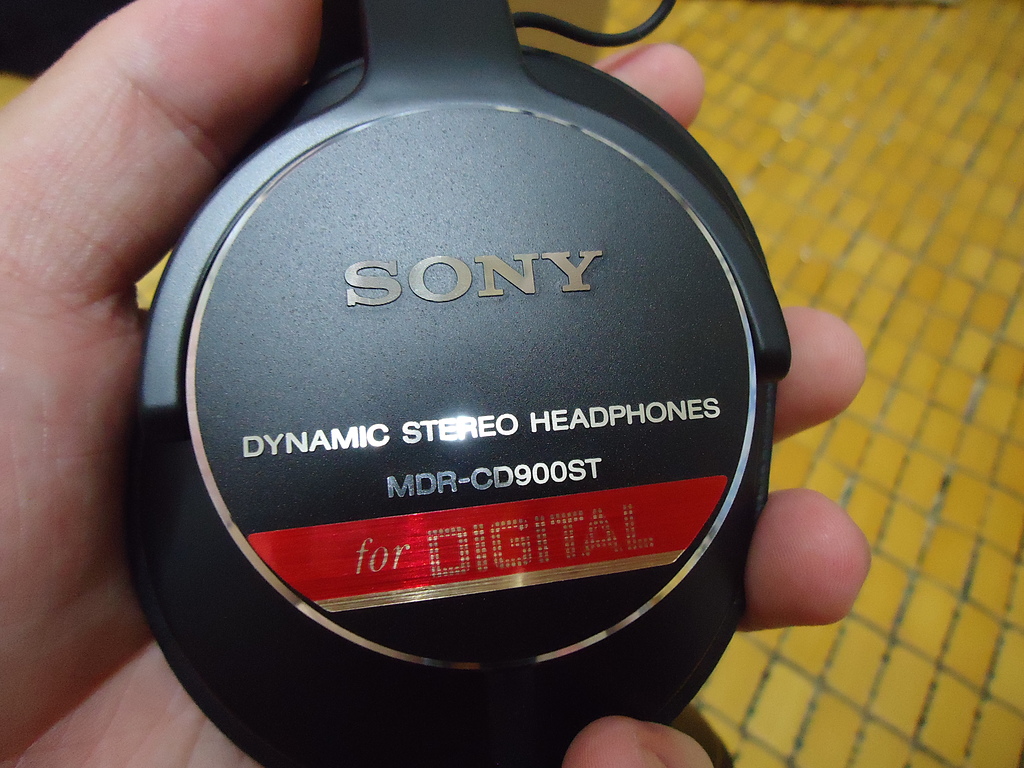 SONY
DYNAMIC STEREO HEADPHONES
MDR-CD900ST
for DIGITAL